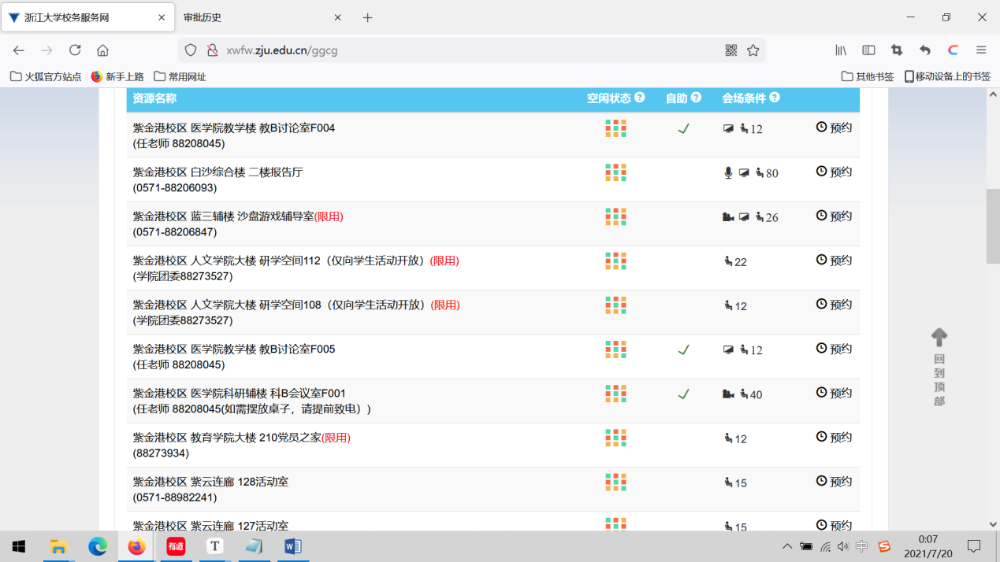 浙江大学校务服务网
审批历史
xwfw.zju.edu.cn/ggcg
火狐官方站点
新手上路
常用网址
其他书签
移动设备上的书签
资源名称 空闲状态 自助 会场条件
紫金港校区 医学院教学楼 教B讨论室F004 12 预约
(任老师 88208045)
紫金港校区 白沙综合楼 二楼报告厅 80 预约
(0571-88206093)
紫金港校区 蓝三辅楼 沙盘游戏辅导室(限用) 26 预约
(0571-88206847)
紫金港校区 人文学院大楼 研学空间112（仅向学生活动开放）(限用) 22 预约
(学院团委88273527)
紫金港校区 人文学院大楼 研学空间108（仅向学生活动开放）(限用) 12 预约
(学院团委88273527)
紫金港校区 医学院教学楼 教B讨论室F005 12 预约
(任老师 88208045)
紫金港校区 医学院科研辅楼 科B会议室F001 40 预约
(任老师 88208045(如需摆放桌子，请提前致电）)
紫金港校区 教育学院大楼 210党员之家(限用) 12 预约
(88273934)
紫金港校区 紫云连廊 128活动室 15 预约
(0571-88982241)
紫金港校区 紫云连廊 127活动室 15 预约
回
到
顶
部
有道
T
W
中
S
0:07
2021/7/20